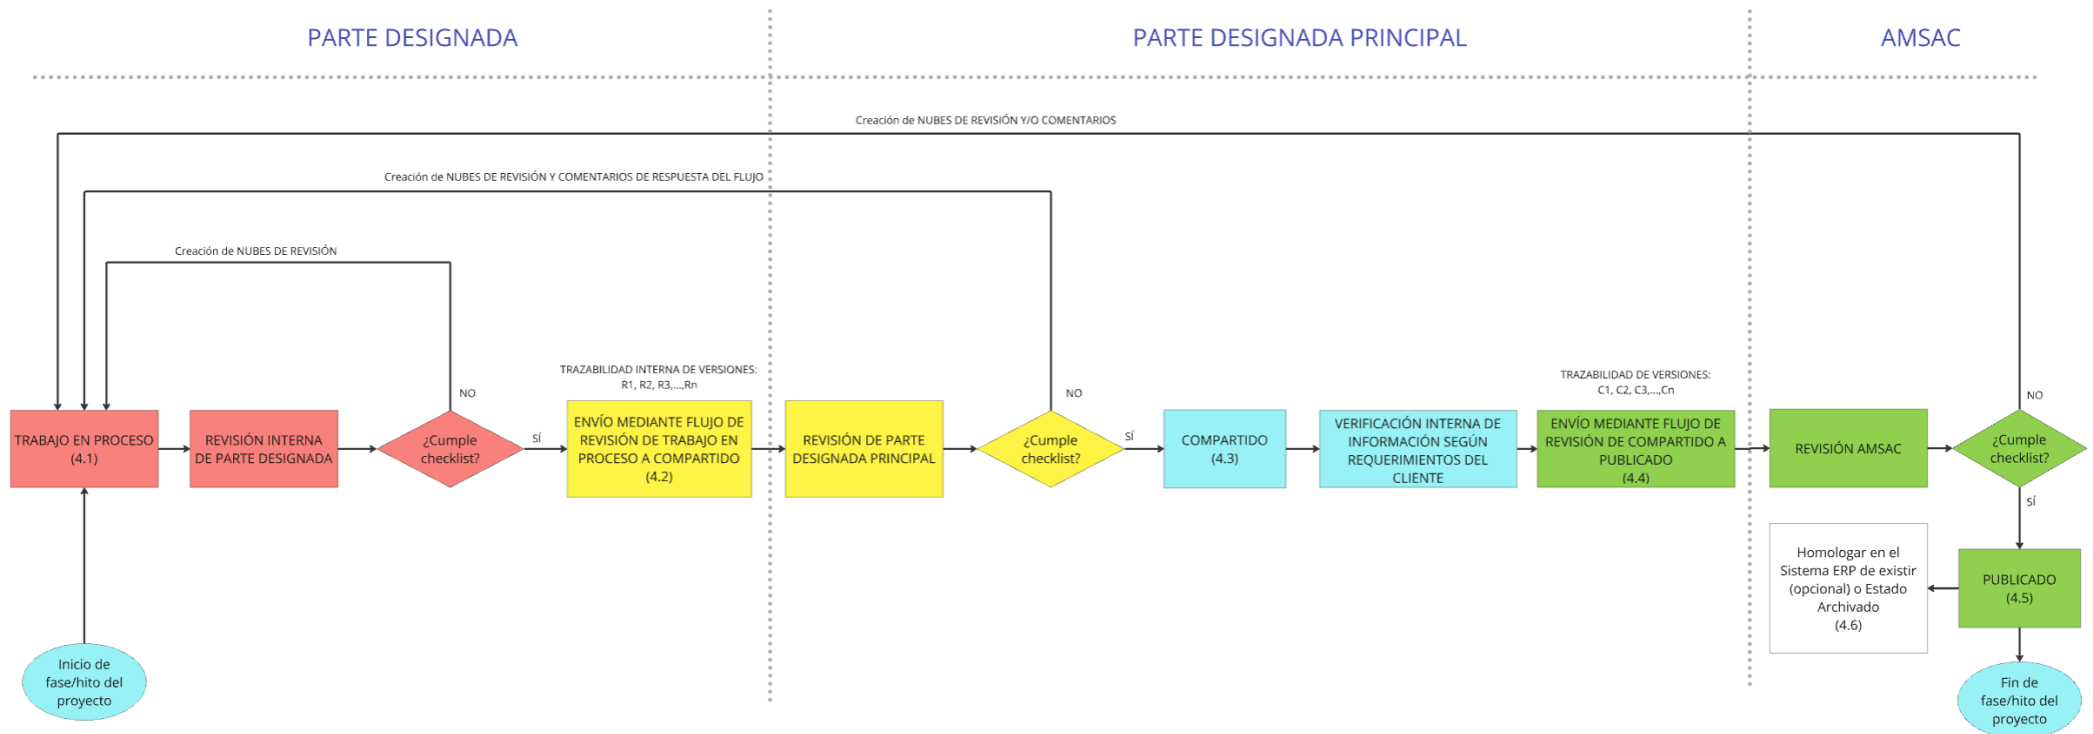 PARTE DESIGNADA
PARTE DESIGNADA PRINCIPAL
AMSAC
Creación de NUBES DE REVISIÓN Y/O COMENTARIOS
Creación de NUBES DE REVISIÓN Y COMENTARIOS DE RESPUESTA DEL FLUJO
Creación de NUBES DE REVISIÓN
TRABAJO EN PROCESO
(4.1)
REVISIÓN INTERNA
DE PARTE DESIGNADA
¿Cumple
checklist?
NO
SÍ
TRAZABILIDAD INTERNA DE VERSIONES:
R1, R2, R3,...,Rn
ENVÍO MEDIANTE FLUJO DE
REVISIÓN DE TRABAJO EN
PROCESO A COMPARTIDO
(4.2)
REVISIÓN DE PARTE
DESIGNADA PRINCIPAL
¿Cumple
checklist?
NO
SÍ
COMPARTIDO
(4.3)
VERIFICACIÓN INTERNA DE
INFORMACIÓN SEGÚN
REQUERIMIENTOS DEL
CLIENTE
TRAZABILIDAD DE VERSIONES:
C1, C2, C3,...,Cn
ENVÍO MEDIANTE FLUJO DE
REVISIÓN DE COMPARTIDO A
PUBLICADO
(4.4)
REVISIÓN AMSAC
¿Cumple
checklist?
NO
SÍ
PUBLICADO
(4.5)
Homologar en el
Sistema ERP de existir
(opcional) o Estado
Archivado
(4.6)
Inicio de
fase/hito del
proyecto
Fin de
fase/hito del
proyecto